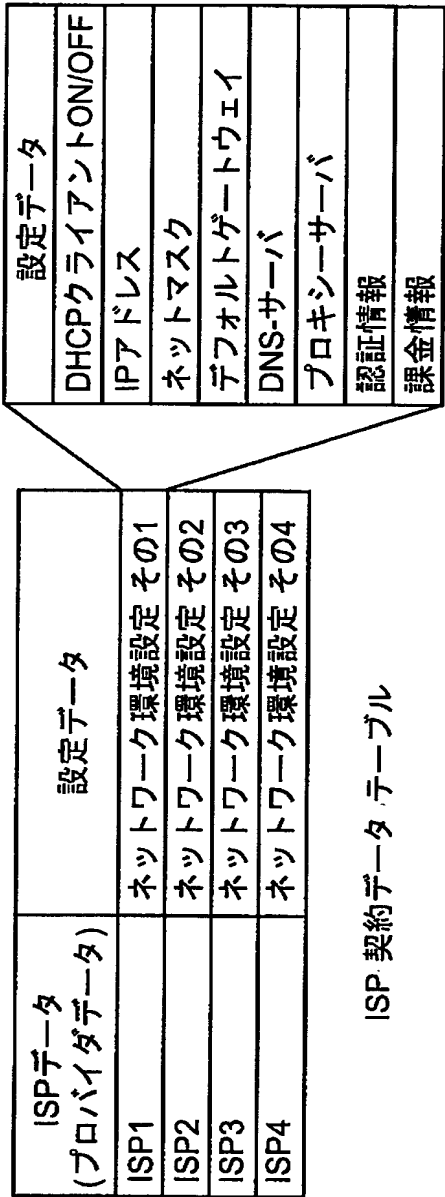 ISPデータ
(プロバイダデータ)
設定データ
ISP1
ネットワーク環境設定 その1
ISP2
ネットワーク環境設定 その2
ISP3
ネットワーク環境設定 その3
ISP4
ネットワーク環境設定 その4
ISP 契約データ テーブル
設定データ
DHCPクライアントON/OFF
IPアドレス
ネットマスク
デフォルトゲートウェイ
DNS-サーバ
プロキシーサーバ
認証情報
課金情報